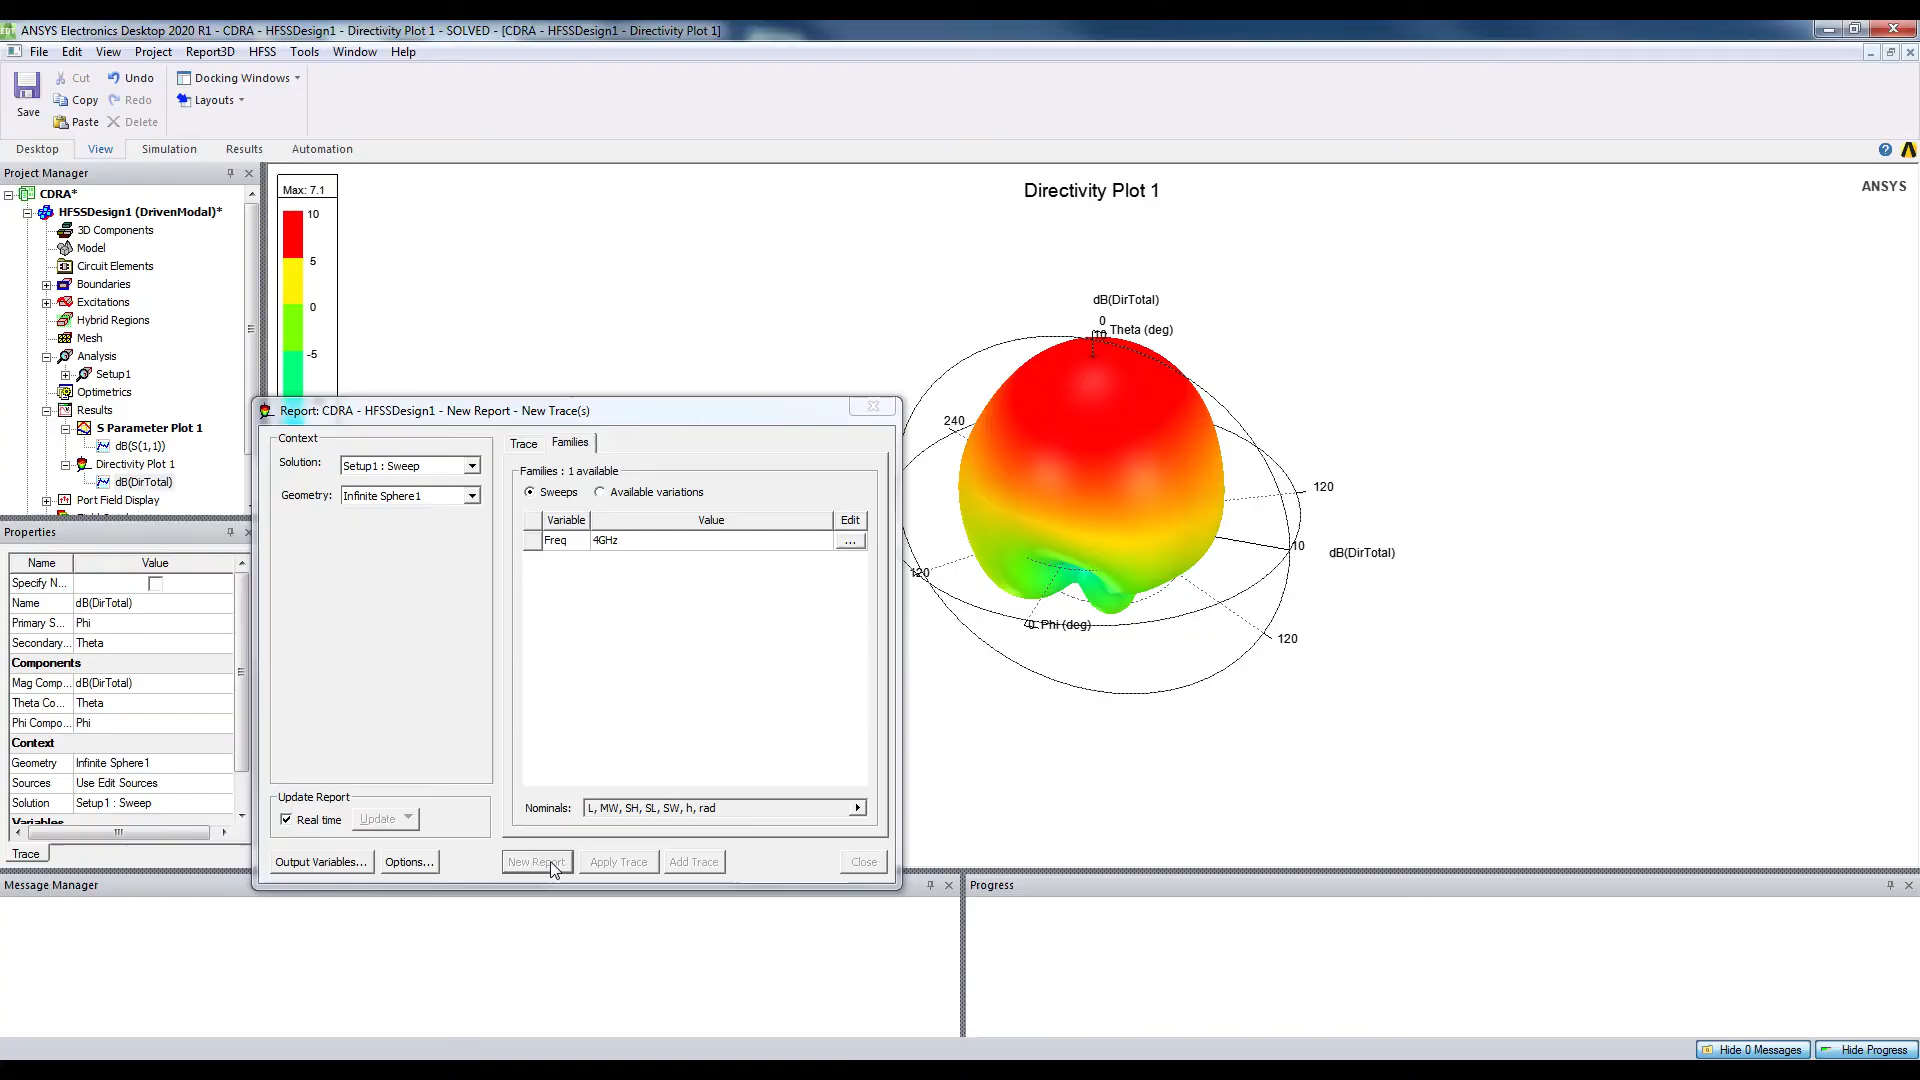 ANSYS Electronics Desktop 2020 R1 - CDRA - HFSSDesign1 - Directivity Plot 1 - SOLVED - [CDRA - HFSSDesign1 - Directivity Plot 1]
File Edit View Project Report3D HFSS Tools Window Help
Save
Cut
Copy
Paste
Undo
Redo
Delete
Docking Windows
Layouts
Desktop View Simulation Results Automation
Project Manager
CDRA*
HFSSDesign1 (DrivenModal)*
3D Components
Model
Circuit Elements
Boundaries
Excitations
Hybrid Regions
Mesh
Analysis
Setup1
Optimetrics
Results
S Parameter Plot 1
dB(S(1,1))
Directivity Plot 1
dB(DirTotal)
Port Field Display
Properties
Name Value
Specify N...
Name dB(DirTotal)
Primary S... Phi
Secondary... Theta
Components
Mag Comp... dB(DirTotal)
Theta Co... Theta
Phi Compo... Phi
Context
Geometry Infinite Sphere1
Sources Use Edit Sources
Solution Setup1 : Sweep
Variables
Trace
Max: 7.1
10
5
0
-5
Directivity Plot 1
ANSYS
dB(DirTotal)
0
10
Theta (deg)
240
120
10
dB(DirTotal)
120
0 Phi (deg)
120
Report: CDRA - HFSSDesign1 - New Report - New Trace(s)
Context
Solution: Setup1 : Sweep
Geometry: Infinite Sphere1
Trace Families
Families : 1 available
Sweeps Available variations
Variable Value Edit
Freq 4GHz ...
Nominals: L, MW, SH, SL, SW, h, rad
Update Report
Real time Update
Output Variables... Options... New Report Apply Trace Add Trace Close
Message Manager
Progress
Hide 0 Messages Hide Progress